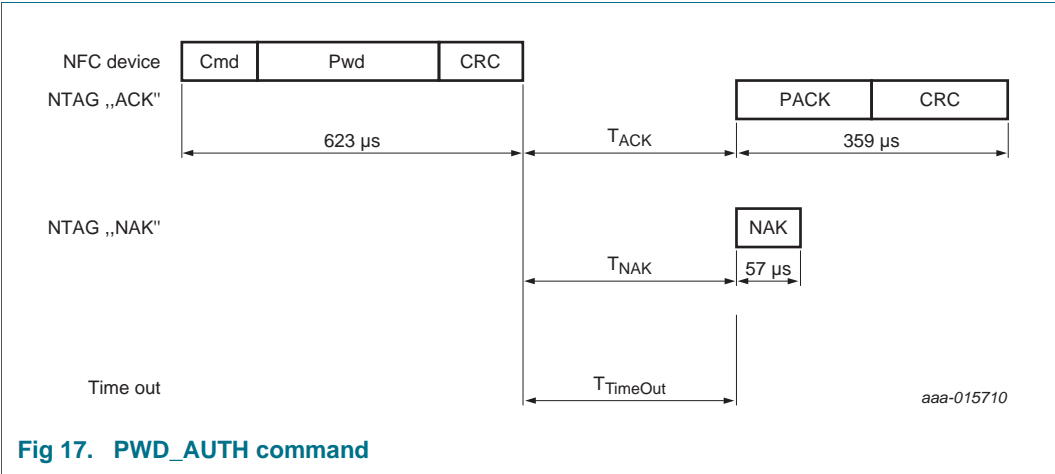 NFC device Cmd Pwd CRC
NTAG ,,ACK" PACK CRC
623 μs TACK 359 μs
NTAG ,,NAK" NAK
TNAK 57 μs
Time out TTimeOut aaa-015710
Fig 17. PWD_AUTH command